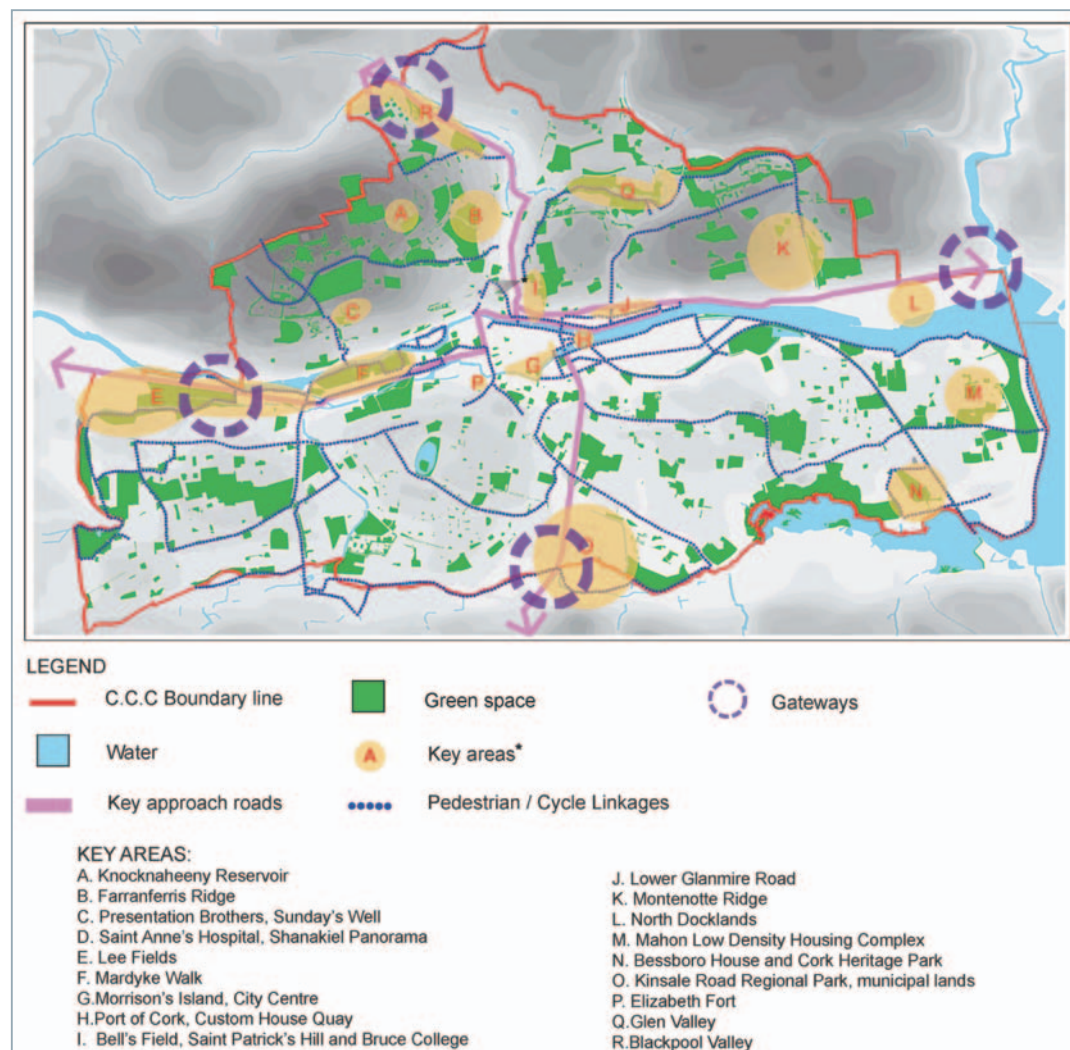 R
A
B
Q
K
I
C
J
L
H
G
E
P
M
N
LEGEND
C.C.C Boundary line
Green space
Gateways
Water
A
Key areas*
Key approach roads
Pedestrian / Cycle Linkages
KEY AREAS:
A. Knocknaheeny Reservoir
B. Farranferris Ridge
C. Presentation Brothers, Sunday's Well
D. Saint Anne's Hospital, Shanakiel Panorama
E. Lee Fields
F. Mardyke Walk
G.Morrison's Island, City Centre
H.Port of Cork, Custom House Quay
I. Bell's Field, Saint Patrick's Hill and Bruce College
J. Lower Glanmire Road
K. Montenotte Ridge
L. North Docklands
M. Mahon Low Density Housing Complex
N. Bessboro House and Cork Heritage Park
O. Kinsale Road Regional Park, municipal lands
P. Elizabeth Fort
Q.Glen Valley
R.Blackpool Valley